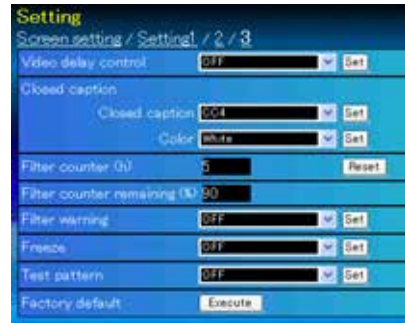 Setting
Screen setting / Setting1 / 2 / 3
Video delay control OFF Set
Closed caption
Closed caption CC4 Set
Color White Set
Filter counter (h) 5 Reset
Filter counter remaining (%) 90
Filter warning OFF Set
Freeze OFF Set
Test pattern OFF Set
Factory default Execute